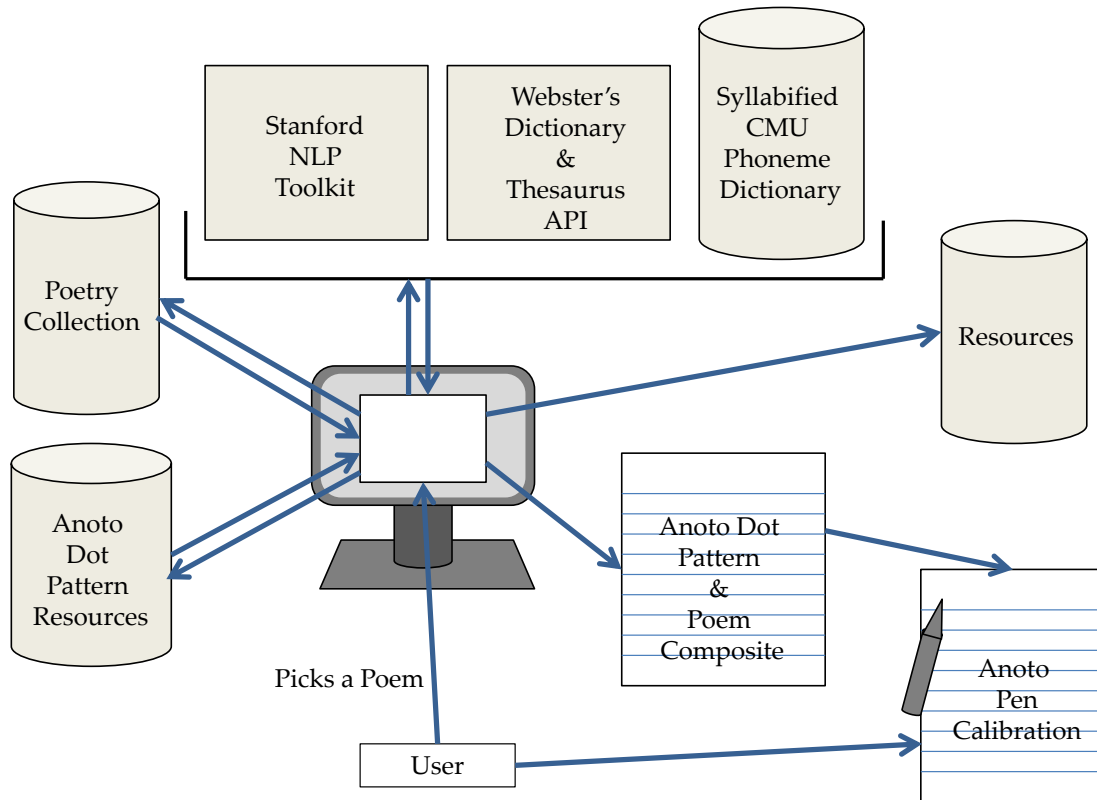 Stanford
NLP
Toolkit
Webster’s
Dictionary
&
Thesaurus
API
Syllabified
CMU
Phoneme
Dictionary
Poetry
Collection
Resources
Anoto
Dot
Pattern
Resources
Anoto Dot
Pattern
&
Poem
Composite
Picks a Poem
Anoto
Pen
Calibration
User